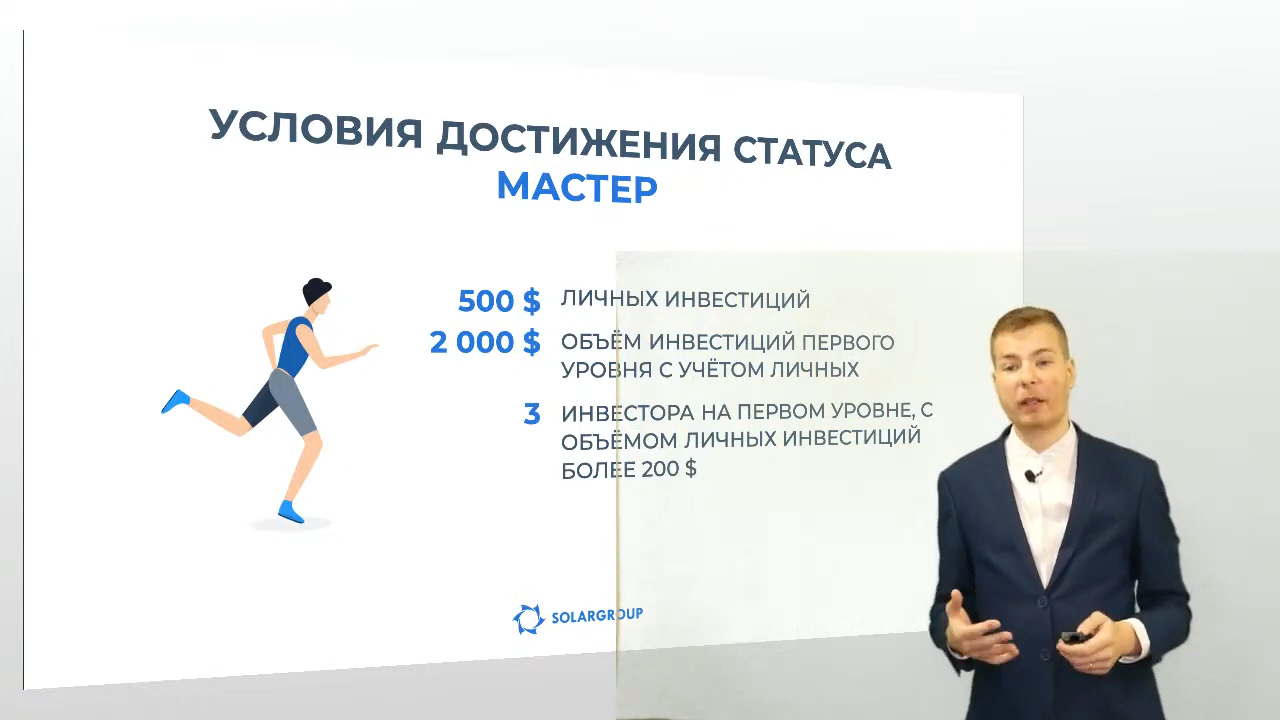 УСЛОВИЯ ДОСТИЖЕНИЯ СТАТУСА
МАСТЕР
500 $ ЛИЧНЫХ ИНВЕСТИЦИЙ
2 000 $ ОБЪЁМ ИНВЕСТИЦИЙ ПЕРВОГО
УРОВНЯ С УЧЁТОМ ЛИЧНЫХ
3 ИНВЕСТОРА НА ПЕРВОМ УРОВНЕ, С
ОБЪЁМОМ ЛИЧНЫХ ИНВЕСТИЦИЙ
БОЛЕЕ 200 $
SOLARGROUP